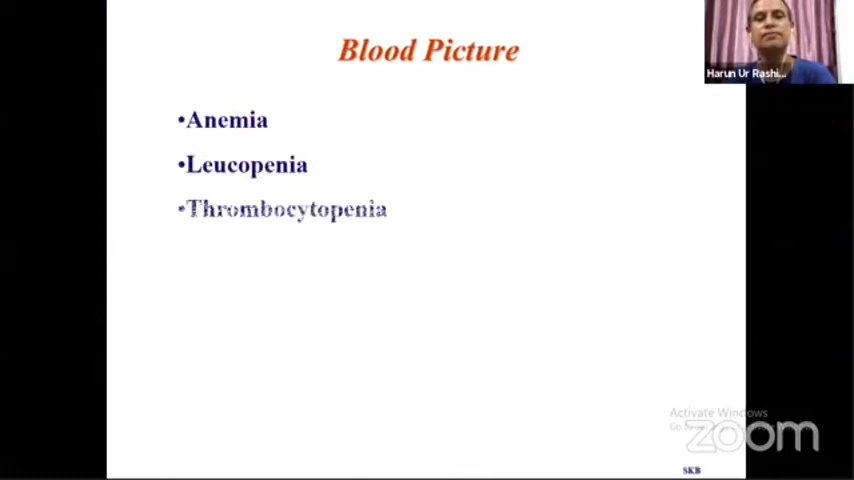 Blood Picture
Harun Ur Rashi...
•Anemia
•Leucopenia
•Thrombocytopenia
Activate Windows
Go to
zoom
SKB